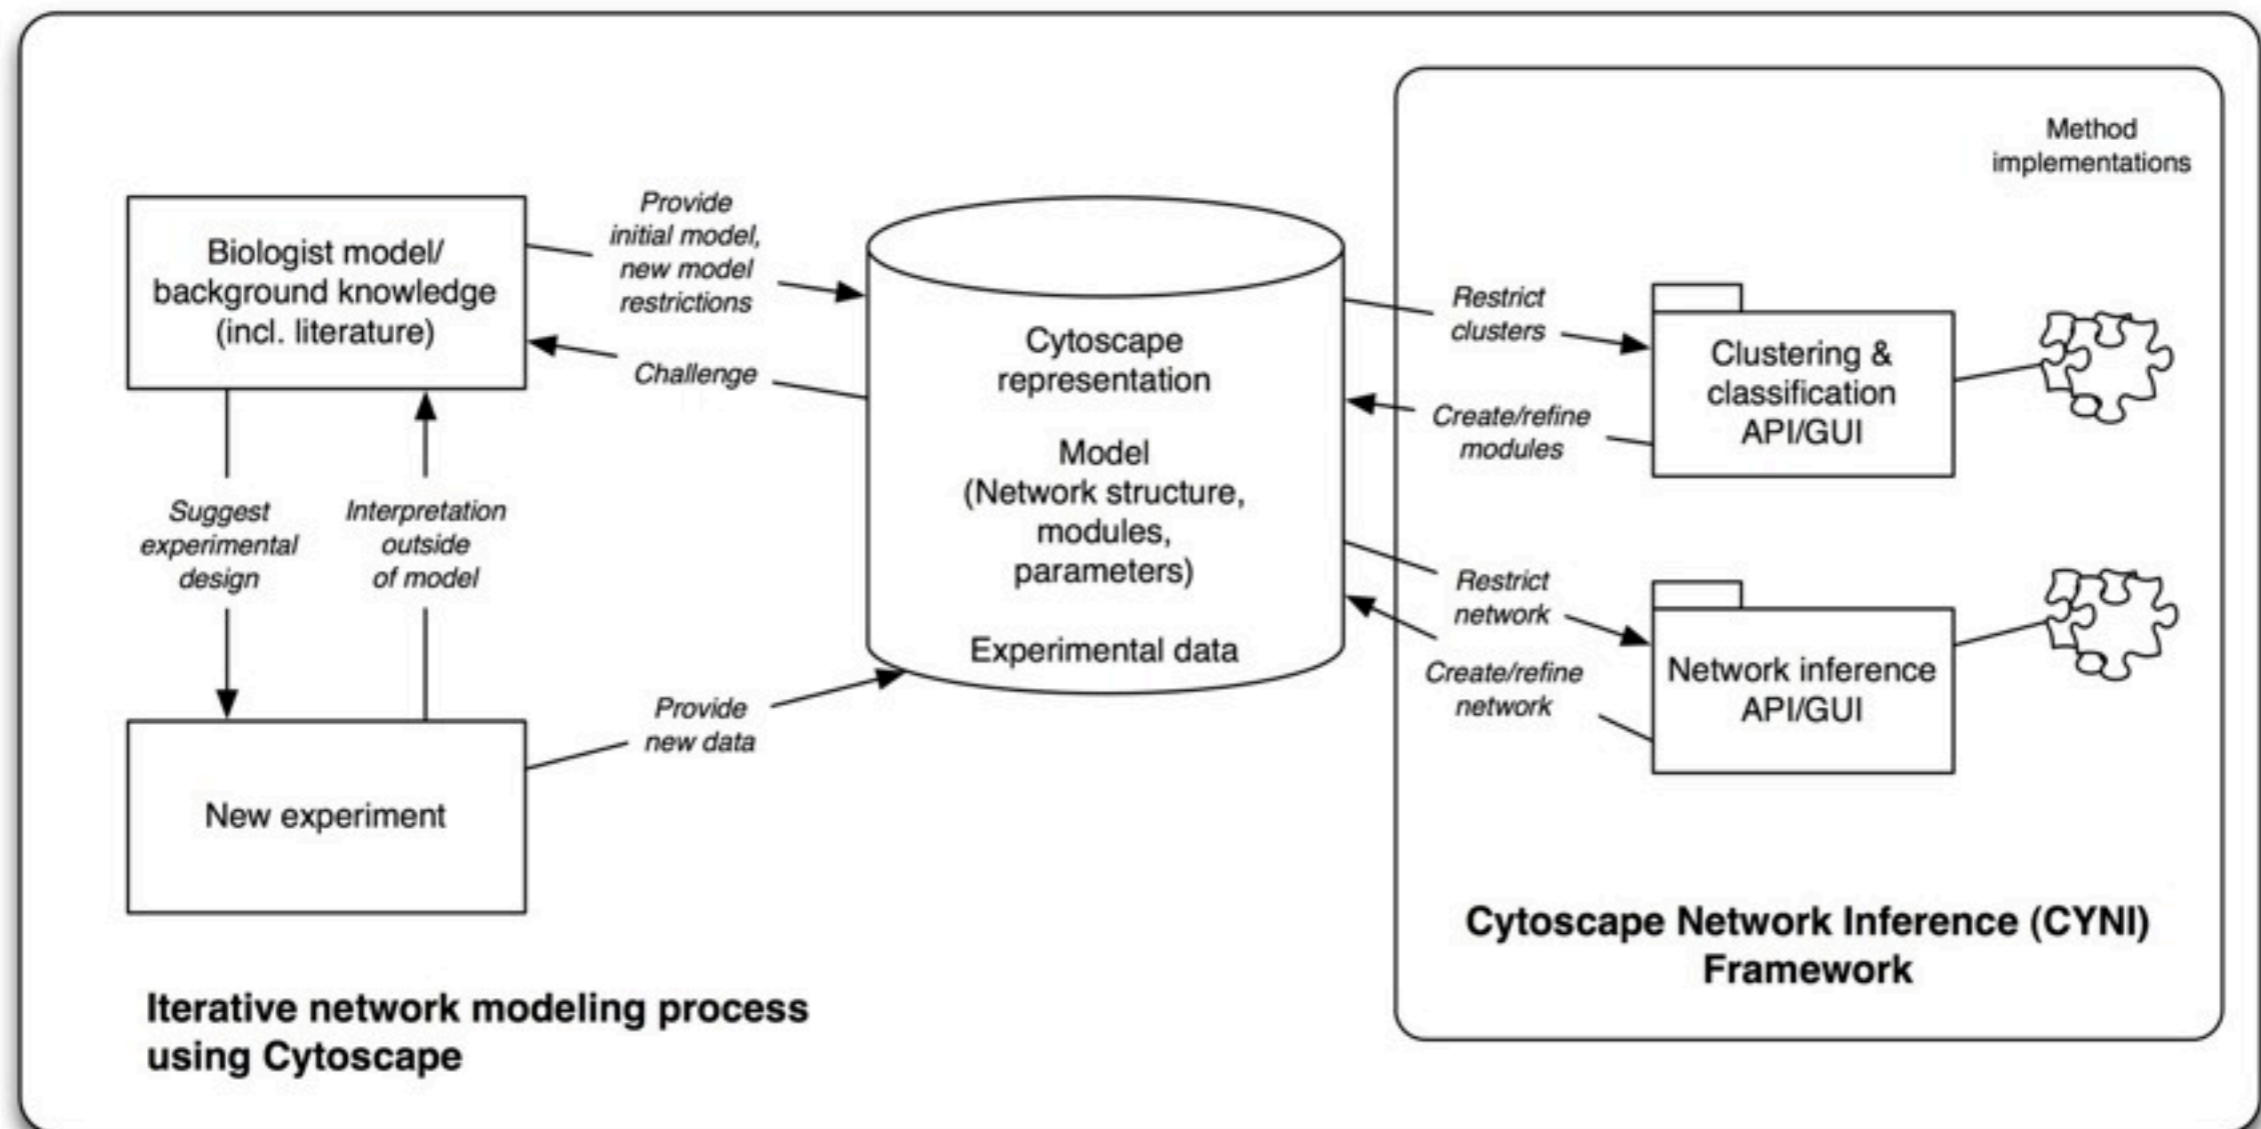 Method
implementations
Biologist model/
background knowledge
(incl. literature)
Provide
initial model,
new model
restrictions
Challenge
Suggest
experimental
design
Interpretation
outside
of model
New experiment
Provide
new data
Cytoscape
representation
Model
(Network structure,
modules,
parameters)
Experimental data
Restrict
clusters
Create/refine
modules
Clustering &
classification
API/GUI
Restrict
network
Create/refine
network
Network inference
API/GUI
Cytoscape Network Inference (CYNI)
Framework
Iterative network modeling process
using Cytoscape